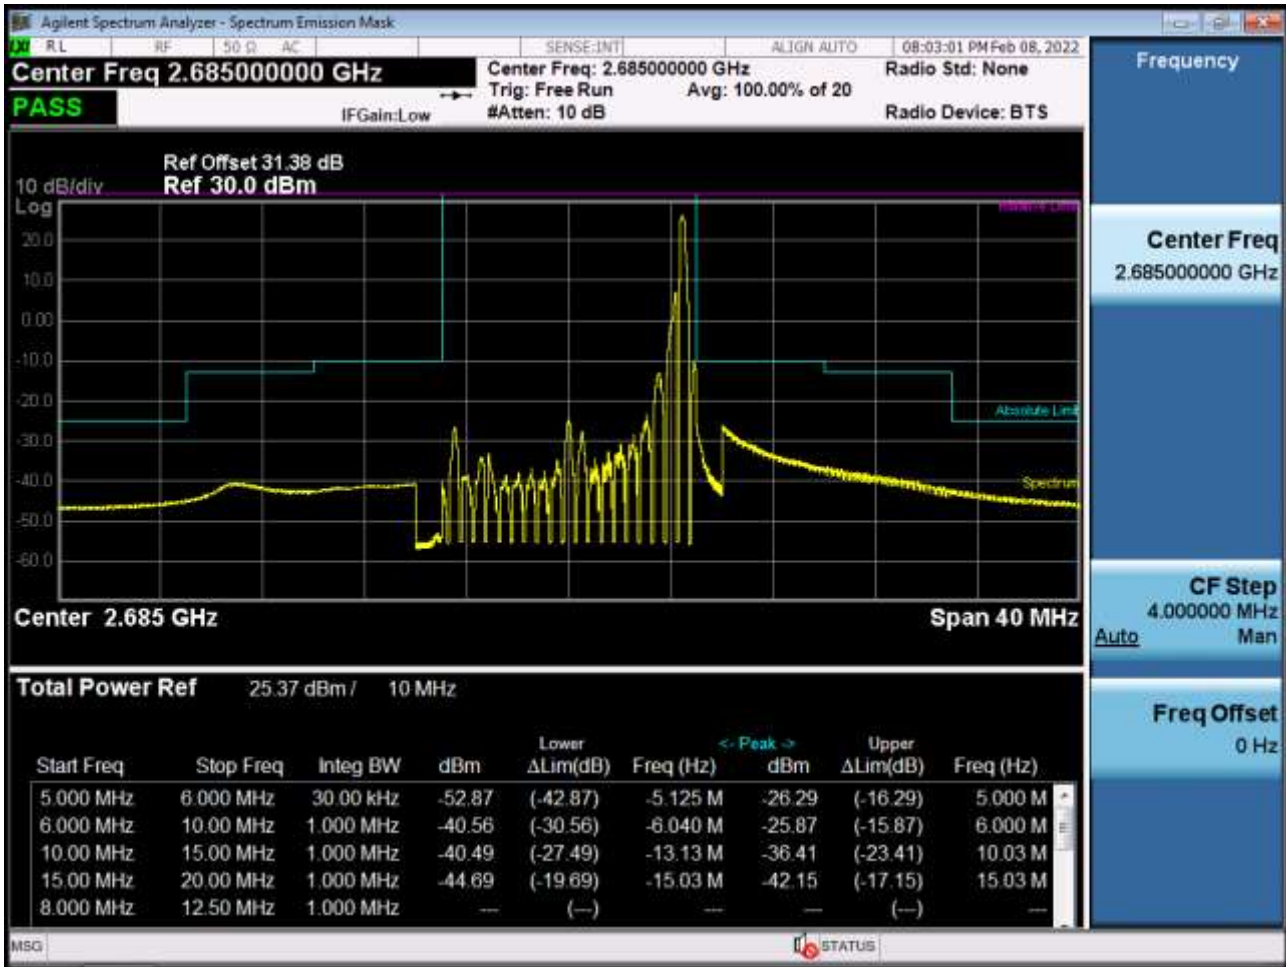 Agilent Spectrum Analyzer - Spectrum Emission Mask
LXI RL RF 50 Ω AC SENSE:INT ALIGN AUTO 08:03:01 PM Feb 08, 2022
Center Freq 2.685000000 GHz
Center Freq: 2.685000000 GHz
Radio Std: None
Trig: Free Run
Avg: 100.00% of 20
PASS
IFGain:Low
#Atten: 10 dB
Radio Device: BTS
Ref Offset 31.38 dB
10 dB/div
Ref 30.0 dBm
Log
20.0
10.0
0.00
-10.0
-20.0
-30.0
-40.0
-50.0
-60.0
Relative Limit
Absolute Limit
Spectrum
Center 2.685 GHz
Span 40 MHz
Total Power Ref 25.37 dBm / 10 MHz
Lower <- Peak -> Upper
Start Freq Stop Freq Integ BW dBm ΔLim(dB) Freq (Hz) dBm ΔLim(dB) Freq (Hz)
5.000 MHz 6.000 MHz 30.00 kHz -52.87 (-42.87) -5.125 M -26.29 (-16.29) 5.000 M
6.000 MHz 10.00 MHz 1.000 MHz -40.56 (-30.56) -6.040 M -25.87 (-15.87) 6.000 M
10.00 MHz 15.00 MHz 1.000 MHz -40.49 (-27.49) -13.13 M -36.41 (-23.41) 10.03 M
15.00 MHz 20.00 MHz 1.000 MHz -44.69 (-19.69) -15.03 M -42.15 (-17.15) 15.03 M
8.000 MHz 12.50 MHz 1.000 MHz --- (---) --- --- (---) ---
MSG
STATUS
Frequency
Center Freq
2.685000000 GHz
CF Step
4.000000 MHz
Auto Man
Freq Offset
0 Hz